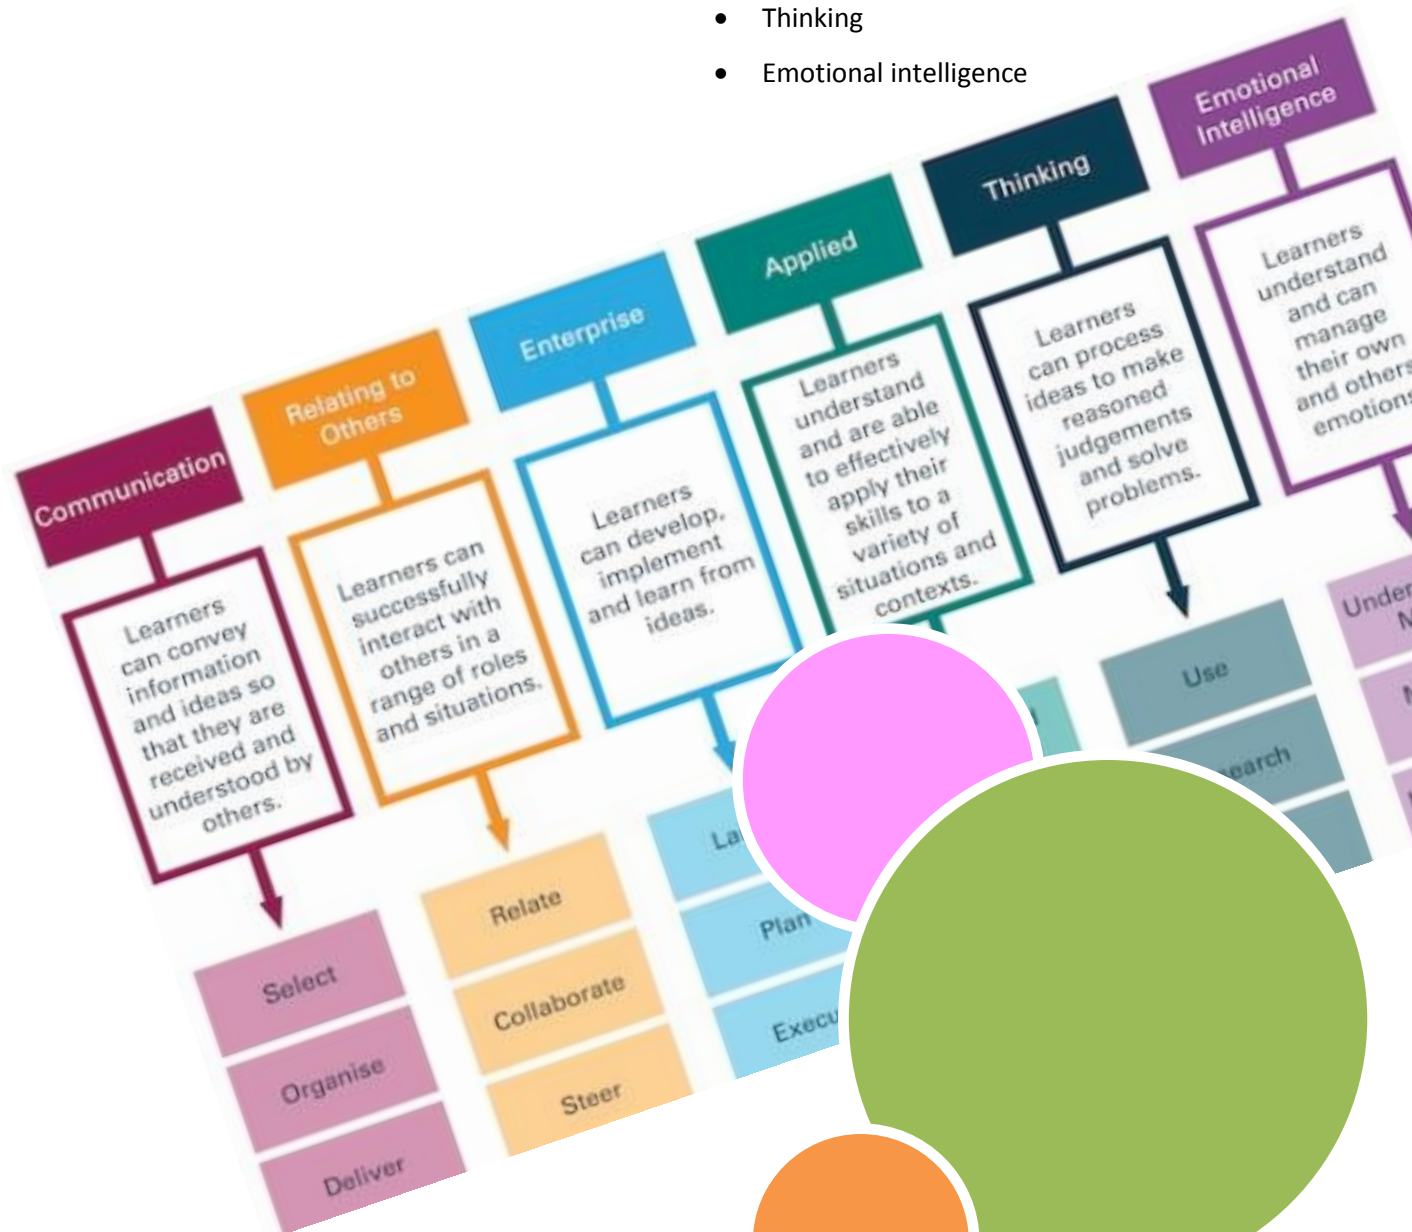 Thinking
Emotional intelligence
Communication
Learners
can convey
information
and ideas so
that they are
received and
understood by
others.
Select
Organise
Deliver
Relating to
Others
Learners can
successfully
interact with
others in a
range of roles
and situations.
Relate
Collaborate
Steer
Enterprise
Learners
can develop,
implement
and learn from
ideas.
Plan
Applied
Learners
understand
and are able
to effectively
apply their
skills to a
variety of
situations and
contexts.
Thinking
Learners
can process
ideas to make
reasoned
judgements
and solve
problems.
Use
Emotional
Intelligence
Learners
understand
and can
manage
their own
and others
emotions